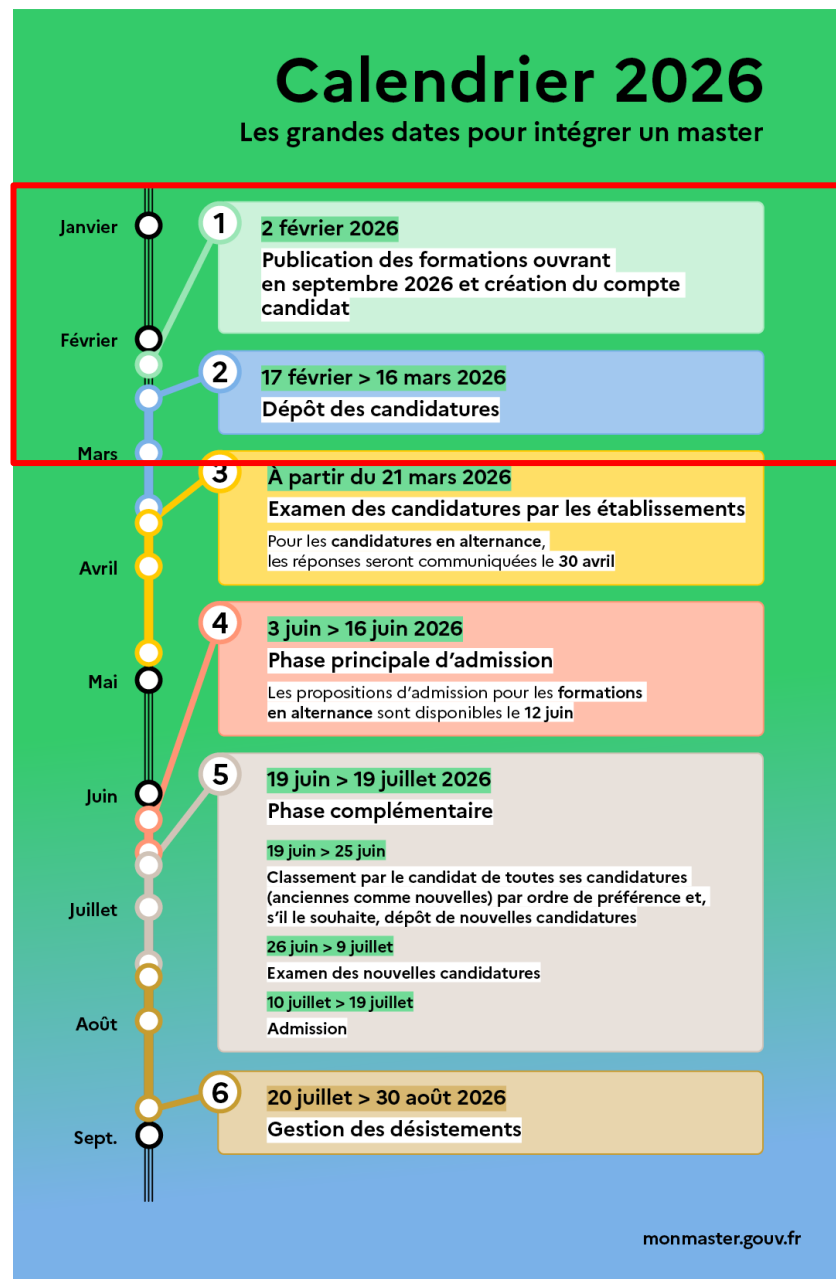 Calendrier 2026
Les grandes dates pour intégrer un master
Janvier
1
2 février 2026
Publication des formations ouvrant
en septembre 2026 et création du compte
candidat
Février
2
17 février > 16 mars 2026
Dépôt des candidatures
Mars
3
À partir du 21 mars 2026
Examen des candidatures par les établissements
Pour les candidatures en alternance,
les réponses seront communiquées le 30 avril
Avril
4
3 juin > 16 juin 2026
Phase principale d’admission
Les propositions d’admission pour les formations
en alternance sont disponibles le 12 juin
Mai
5
19 juin > 19 juillet 2026
Phase complémentaire
Juin
19 juin > 25 juin
Classement par le candidat de toutes ses candidatures
(anciennes comme nouvelles) par ordre de préférence et,
s’il le souhaite, dépôt de nouvelles candidatures
Juillet
26 juin > 9 juillet
Examen des nouvelles candidatures
10 juillet > 19 juillet
Admission
Août
6
20 juillet > 30 août 2026
Gestion des désistements
Sept.
monmaster.gouv.fr